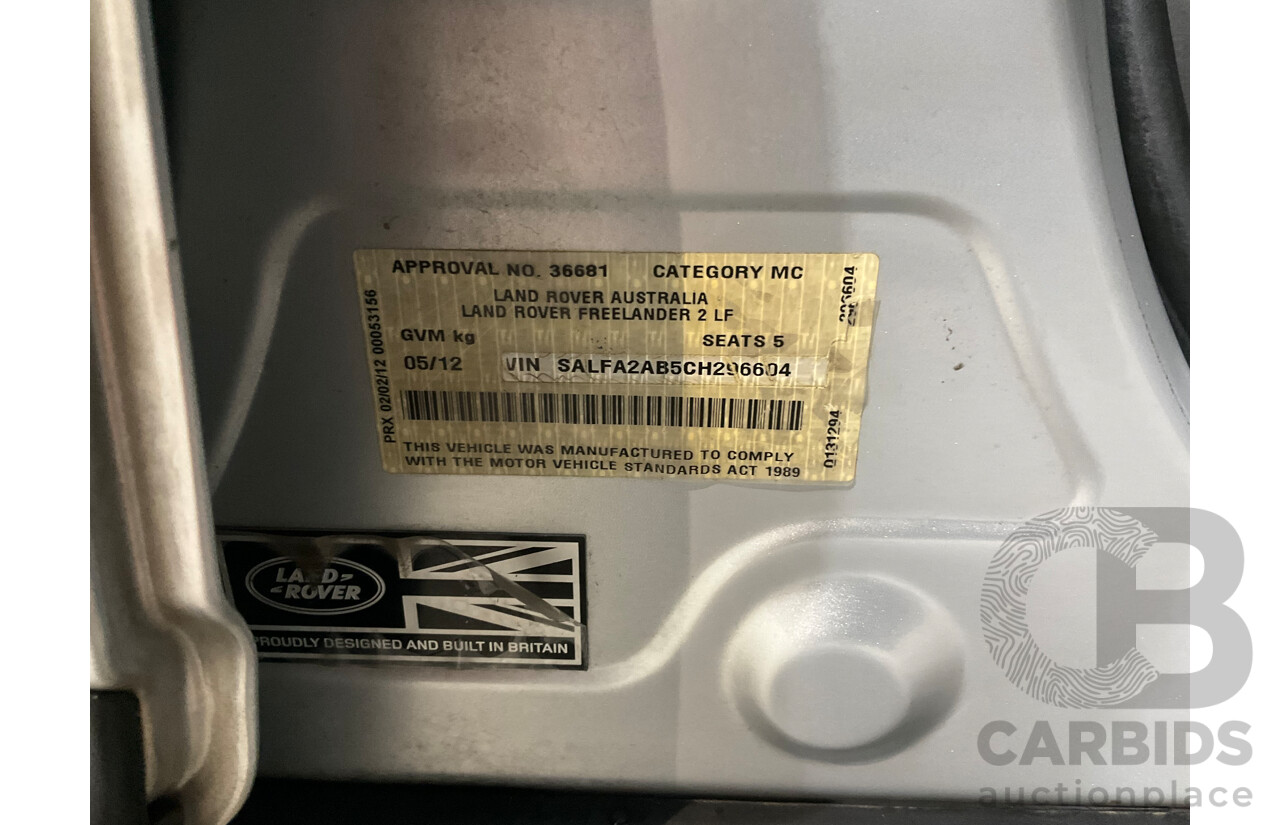 APPROVAL NO. 36681 CATEGORY MC
LAND ROVER AUSTRALIA
LAND ROVER FREELANDER 2 LF
GVM kg SEATS 5
05/12 VIN SALFA2AB5CH296604
THIS VEHICLE WAS MANUFACTURED TO COMPLY
WITH THE MOTOR VEHICLE STANDARDS ACT 1989
PRX 02/02/12 00053156
296604
0131294
LAND ROVER
PROUDLY DESIGNED AND BUILT IN BRITAIN
CB
CARBIDS
auctionplace